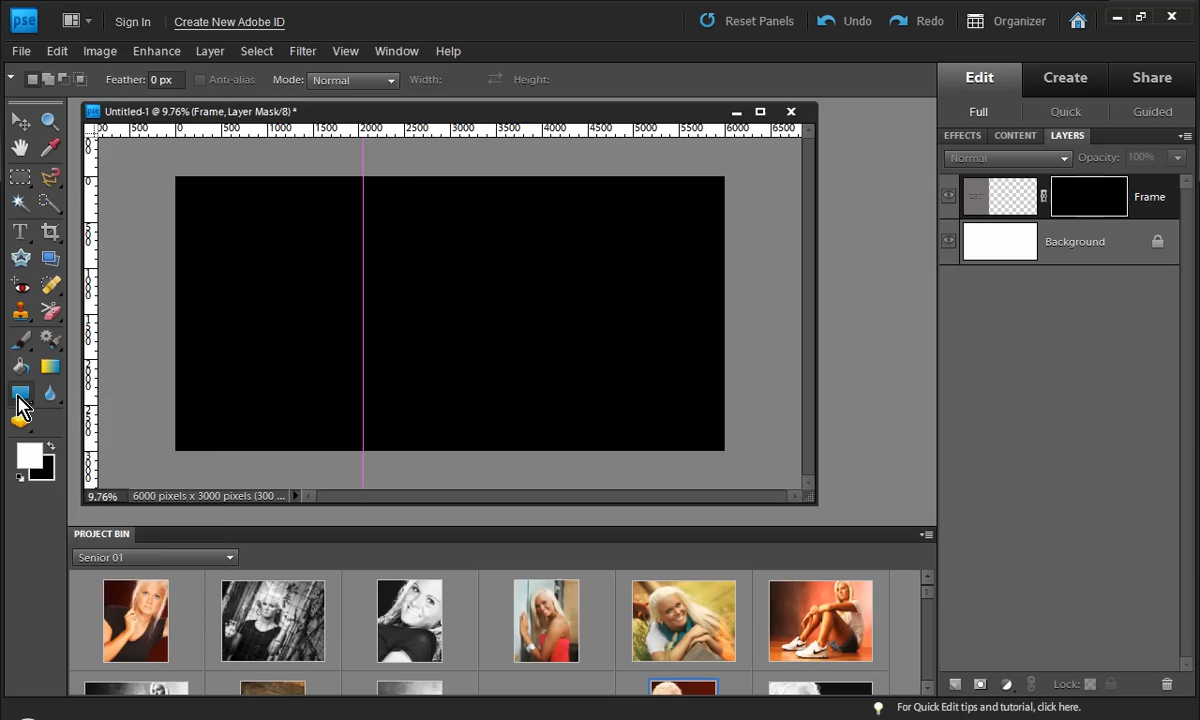 pse Sign In Create New Adobe ID Reset Panels Undo Redo Organizer
File Edit Image Enhance Layer Select Filter View Window Help
Feather: 0 px Anti-alias Mode: Normal Width: Height:
Edit Create Share
Full Quick Guided
Untitled-1 @ 9.76% (Frame,Layer Mask/8) *
500 0 500 1000 1500 2000 2500 3000 3500 4000 4500 5000 5500 6000 6500
EFFECTS CONTENT LAYERS
Normal Opacity: 100%
Frame
Background
T
9.76% 6000 pixels x 3000 pixels (300 ...
PROJECT BIN
Senior 01
Lock:
For Quick Edit tips and tutorial, click here.